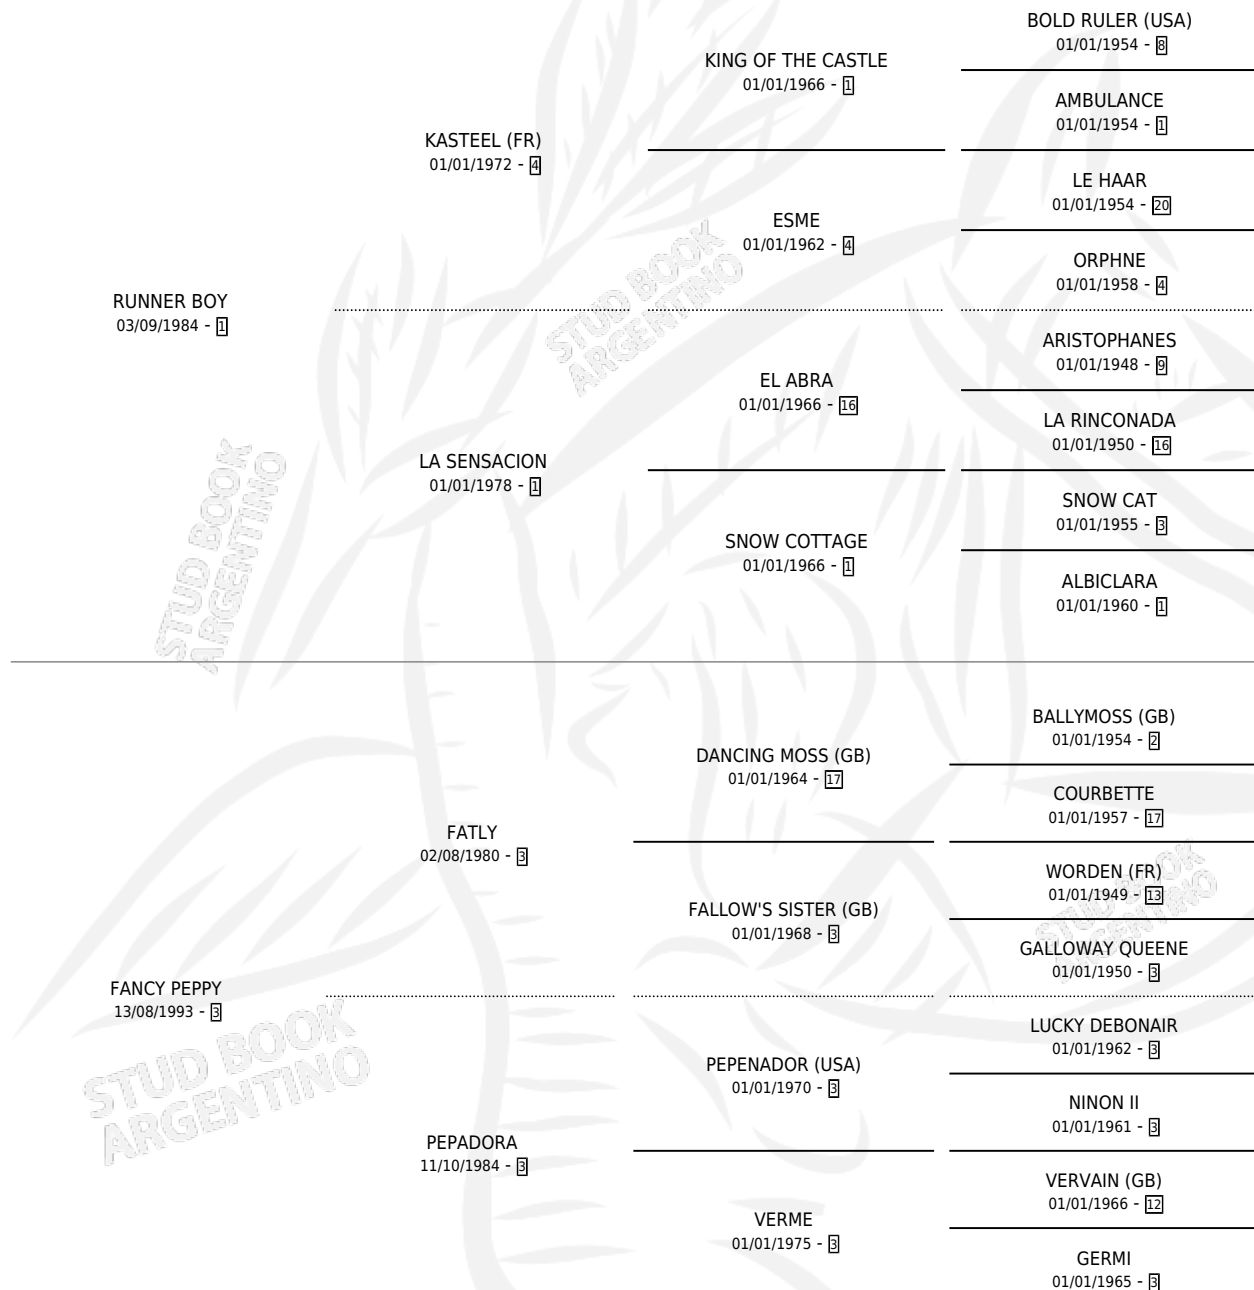 BOLD RULER (USA)
01/01/1954 - 8
KING OF THE CASTLE
01/01/1966 - 1
AMBULANCE
01/01/1954 - 1
KASTEEL (FR)
01/01/1972 - 4
LE HAAR
01/01/1954 - 20
ESME
01/01/1962 - 4
ORPHNE
01/01/1958 - 4
RUNNER BOY
03/09/1984 - 1
ARISTOPHANES
01/01/1948 - 9
EL ABRA
01/01/1966 - 16
LA RINCONADA
01/01/1950 - 16
LA SENSACION
01/01/1978 - 1
SNOW CAT
01/01/1955 - 3
SNOW COTTAGE
01/01/1966 - 1
ALBICLARA
01/01/1960 - 1
BALLYMOSS (GB)
01/01/1954 - 2
DANCING MOSS (GB)
01/01/1964 - 17
COURBETTE
01/01/1957 - 17
FATLY
02/08/1980 - 3
WORDEN (FR)
01/01/1949 - 13
FALLOW'S SISTER (GB)
01/01/1968 - 3
GALLOWAY QUEENE
01/01/1950 - 3
FANCY PEPPY
13/08/1993 - 3
LUCKY DEBONAIR
01/01/1962 - 3
PEPENADOR (USA)
01/01/1970 - 3
NINON II
01/01/1961 - 3
PEPADORA
11/10/1984 - 3
VERVAIN (GB)
01/01/1966 - 12
VERME
01/01/1975 - 3
GERMI
01/01/1965 - 3
STUD BOOK
ARGENTINO
STUD BOOK
ARGENTINO
STUD BOOK
ARGENTINO
STUD BOOK
ARGENTINO